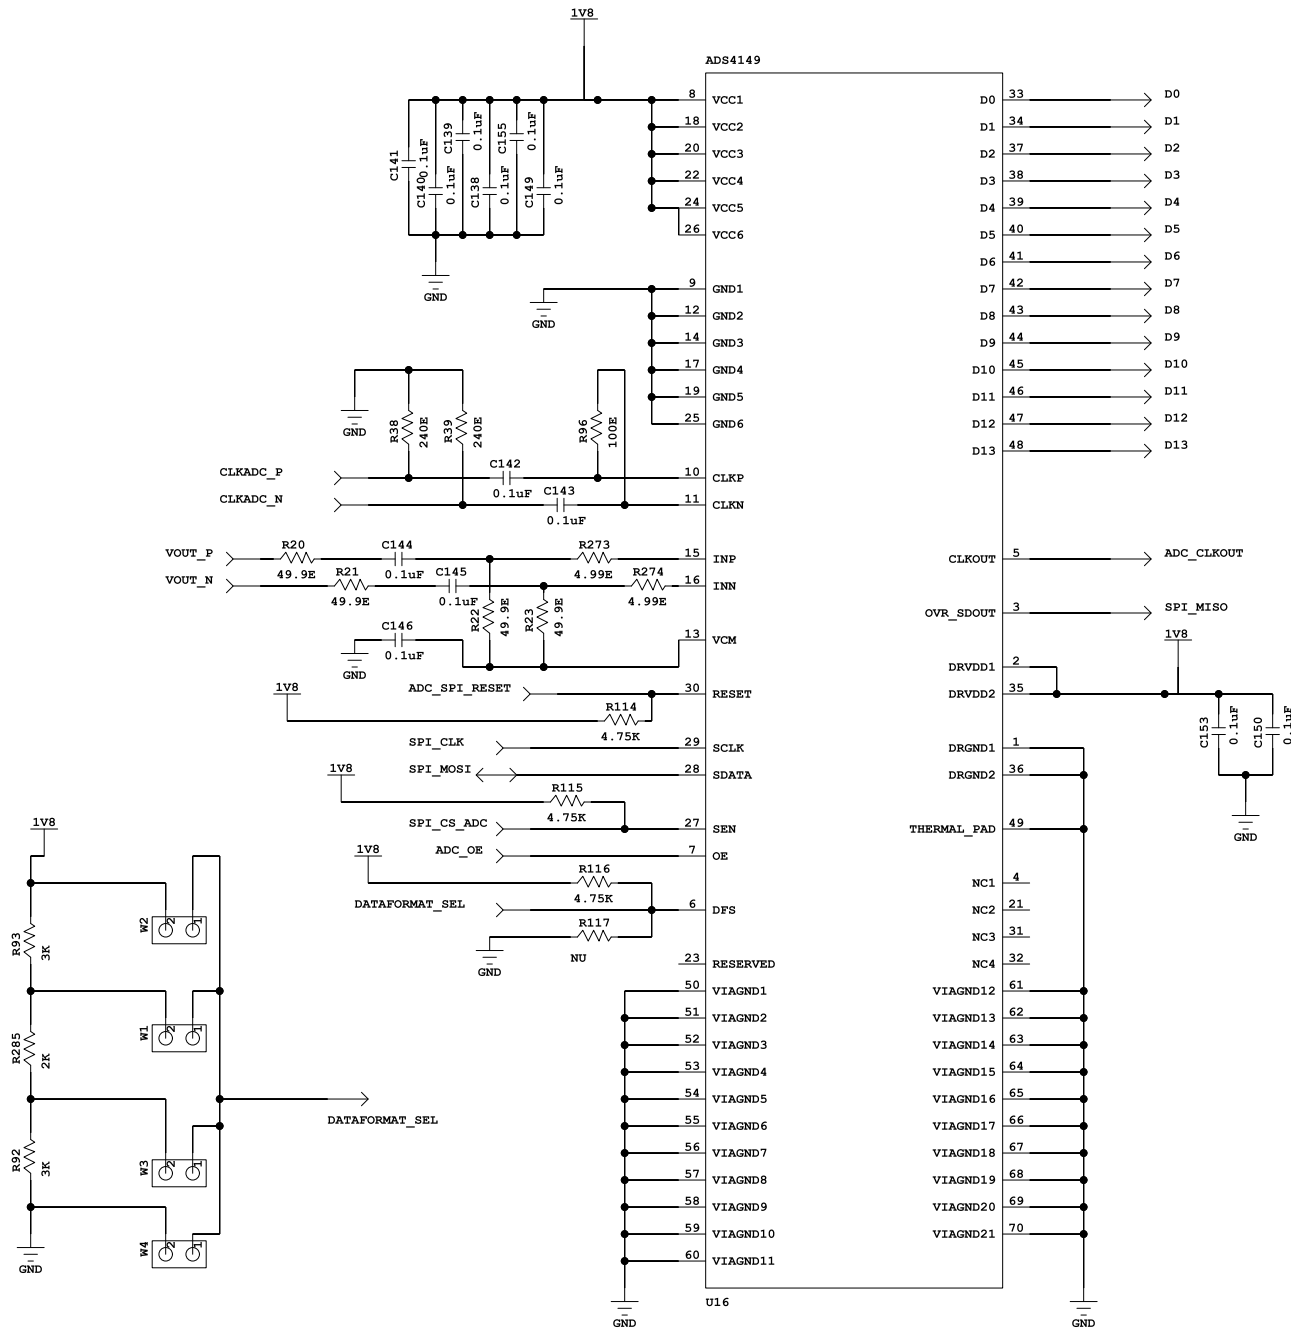 1V8
ADS4149
8 VCC1
18 VCC2
20 VCC3
22 VCC4
24 VCC5
26 VCC6
9 GND1
12 GND2
14 GND3
17 GND4
19 GND5
25 GND6
10 CLKP
11 CLKN
15 INP
16 INN
13 VCM
30 RESET
29 SCLK
28 SDATA
27 SEN
7 OE
6 DFS
23 RESERVED
50 VIAGND1
51 VIAGND2
52 VIAGND3
53 VIAGND4
54 VIAGND5
55 VIAGND6
56 VIAGND7
57 VIAGND8
58 VIAGND9
59 VIAGND10
60 VIAGND11
U16
D0 33 D0
D1 34 D1
D2 37 D2
D3 38 D3
D4 39 D4
D5 40 D5
D6 41 D6
D7 42 D7
D8 43 D8
D9 44 D9
D10 45 D10
D11 46 D11
D12 47 D12
D13 48 D13
CLKOUT 5 ADC_CLKOUT
OVR_SDOUT 3 SPI_MISO
1V8
DRVDD1 2
DRVDD2 35
C153 0.1uF
C150 0.1uF
GND
DRGND1 1
DRGND2 36
THERMAL_PAD 49
NC1 4
NC2 21
NC3 31
NC4 32
VIAGND12 61
VIAGND13 62
VIAGND14 63
VIAGND15 64
VIAGND16 65
VIAGND17 66
VIAGND18 67
VIAGND19 68
VIAGND20 69
VIAGND21 70
GND
GND
C141 0.1uF
C140 0.1uF
C139 0.1uF
C138 0.1uF
C155 0.1uF
C149 0.1uF
GND
GND
GND
R38 240E
R39 240E
R96 100E
CLKADC_P
C142
0.1uF
CLKADC_N
C143
0.1uF
VOUT_P
R20
49.9E
C144
0.1uF
R273
4.99E
VOUT_N
R21
49.9E
C145
0.1uF
R274
4.99E
R22 49.9E
R23 49.9E
C146
0.1uF
GND
ADC_SPI_RESET
1V8
R114
4.75K
SPI_CLK
SPI_MOSI
1V8
R115
4.75K
SPI_CS_ADC
ADC_OE
1V8
R116
4.75K
DATAFORMAT_SEL
R117
NU
GND
1V8
R93 3K
R285 2K
R92 3K
GND
W2 2 1
W1 2 1
W3 2 1
W4 2 1
DATAFORMAT_SEL